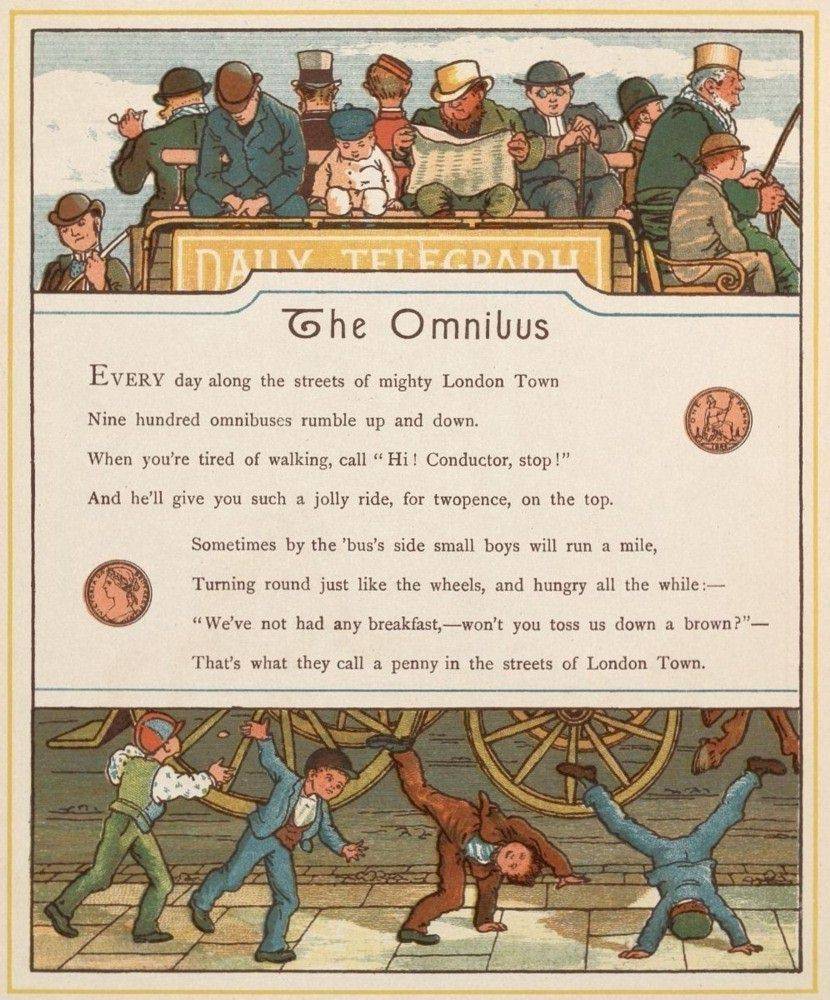 DAILY TELEGRAPH
The Omnibus
EVERY day along the streets of mighty London Town
Nine hundred omnibuses rumble up and down.
When you're tired of walking, call “Hi! Conductor, stop!”
And he'll give you such a jolly ride, for twopence, on the top.
ONE PENNY
Sometimes by the 'bus's side small boys will run a mile,
Turning round just like the wheels, and hungry all the while:—
“We've not had any breakfast,—won't you toss us down a brown?”—
That's what they call a penny in the streets of London Town.